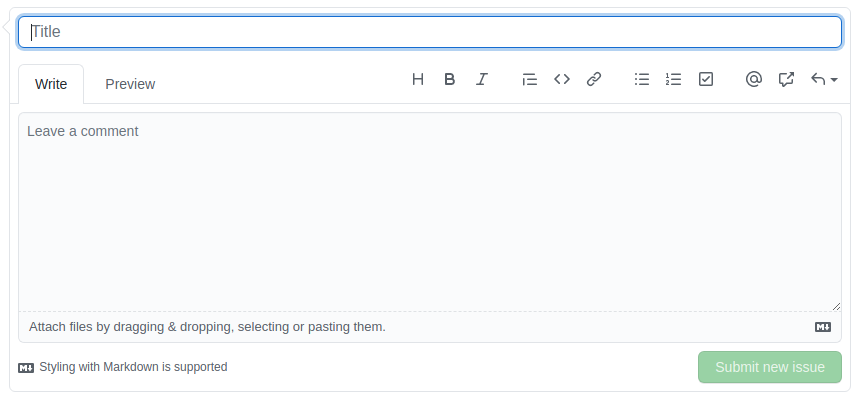 Title
Write Preview
Leave a comment
Attach files by dragging & dropping, selecting or pasting them.
Styling with Markdown is supported
Submit new issue